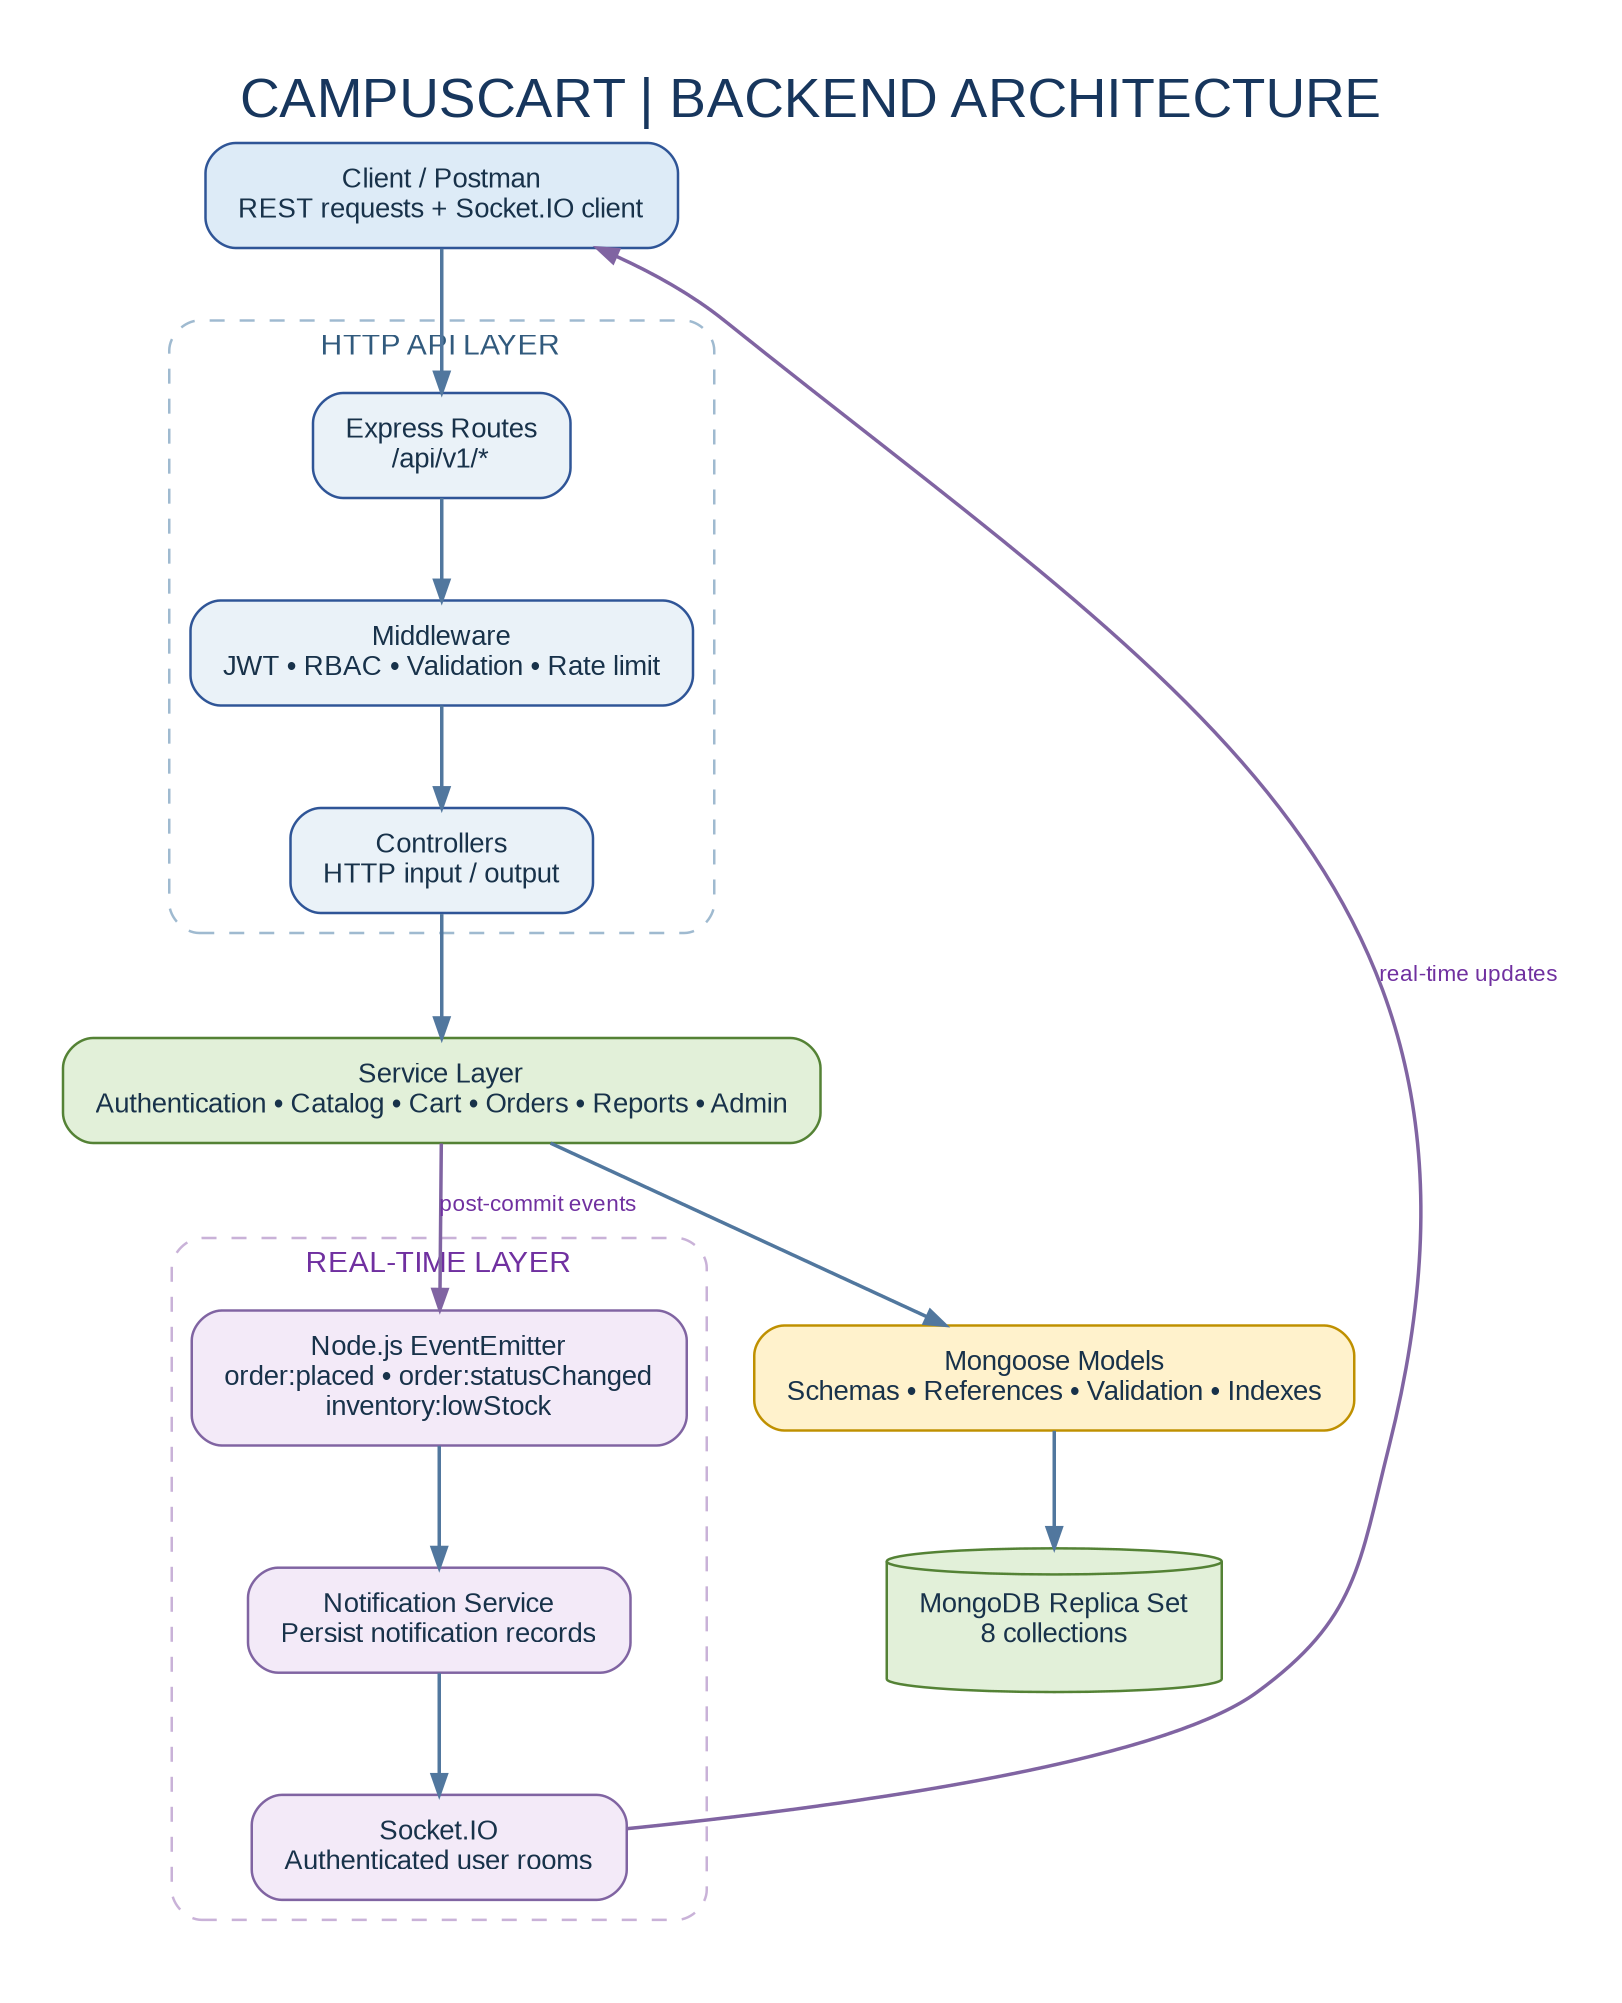 CAMPUSCART | BACKEND ARCHITECTURE
Client / Postman
REST requests + Socket.IO client
HTTP API LAYER
Express Routes
/api/v1/*
Middleware
JWT • RBAC • Validation • Rate limit
Controllers
HTTP input / output
real-time updates
Service Layer
Authentication • Catalog • Cart • Orders • Reports • Admin
post-commit events
REAL-TIME LAYER
Node.js EventEmitter
order:placed • order:statusChanged
inventory:lowStock
Mongoose Models
Schemas • References • Validation • Indexes
Notification Service
Persist notification records
MongoDB Replica Set
8 collections
Socket.IO
Authenticated user rooms